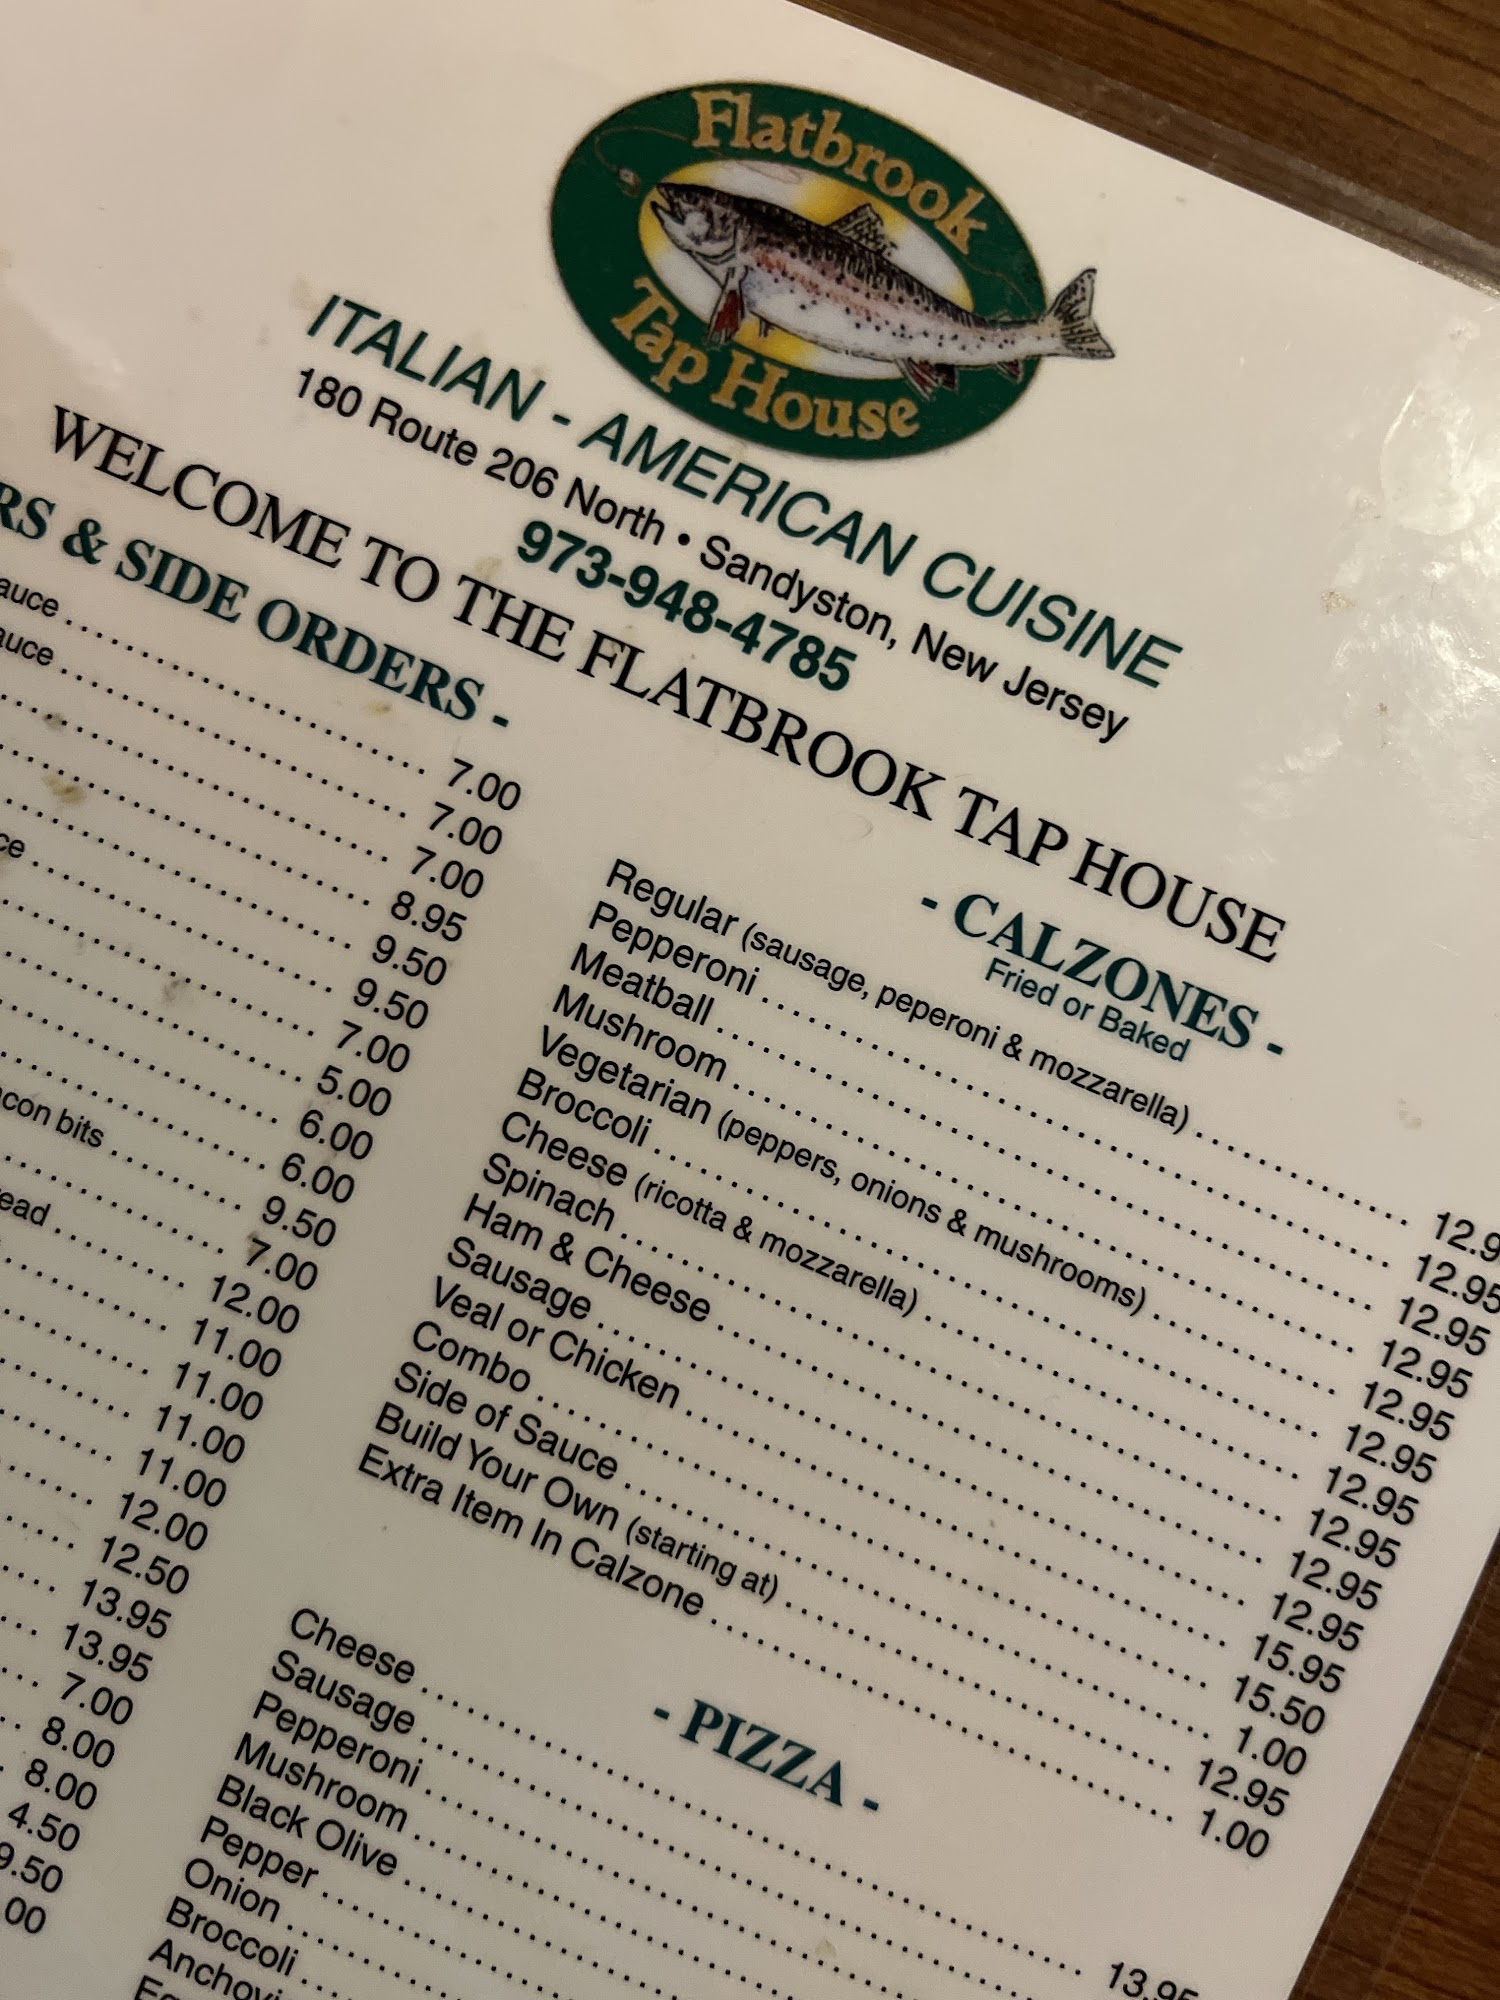 Flatbrook
Tap House
ITALIAN - AMERICAN CUISINE
180 Route 206 North • Sandyston, New Jersey
973-948-4785
WELCOME TO THE FLATBROOK TAP HOUSE
& SIDE ORDERS -
7.00
7.00
7.00
8.95
9.50
9.50
7.00
5.00
6.00
6.00
bits 9.50
7.00
12.00
11.00
11.00
11.00
11.00
12.00
12.50
13.95
13.95
7.00
8.00
8.00
4.50
9.50
- CALZONES -
Fried or Baked
Regular (sausage, peperoni & mozzarella)
Pepperoni 12.95
Meatball 12.95
Mushroom 12.95
Vegetarian (peppers, onions & mushrooms) 12.95
Broccoli 12.95
Cheese (ricotta & mozzarella) 12.95
Spinach 12.95
Ham & Cheese 12.95
Sausage 12.95
Veal or Chicken 15.95
Combo 15.50
Side of Sauce 1.00
Build Your Own (starting at) 12.95
Extra Item In Calzone 1.00
- PIZZA -
Cheese 13.95
Sausage
Pepperoni
Mushroom
Black Olive
Pepper
Onion
Broccoli